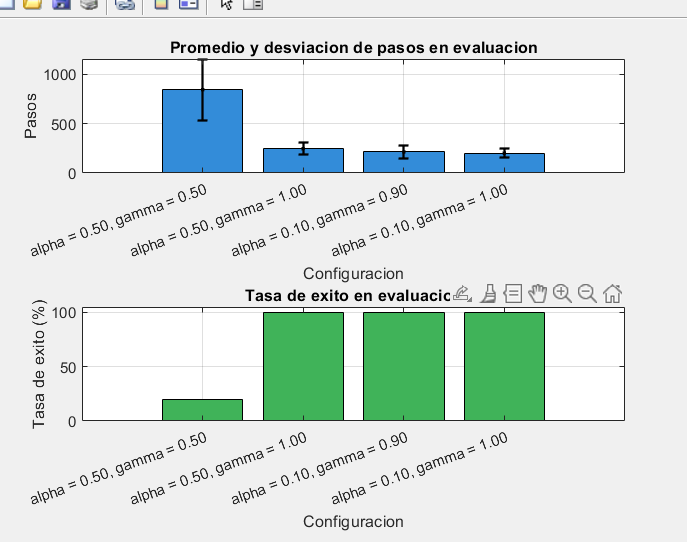 Promedio y desviacion de pasos en evaluacion
1000
500
0
Pasos
alpha = 0.50, gamma = 0.50
alpha = 0.50, gamma = 1.00
alpha = 0.10, gamma = 0.90
alpha = 0.10, gamma = 1.00
Configuracion
Tasa de exito en evaluacic
100
50
0
Tasa de exito (%)
alpha = 0.50, gamma = 0.50
alpha = 0.50, gamma = 1.00
alpha = 0.10, gamma = 0.90
alpha = 0.10, gamma = 1.00
Configuracion